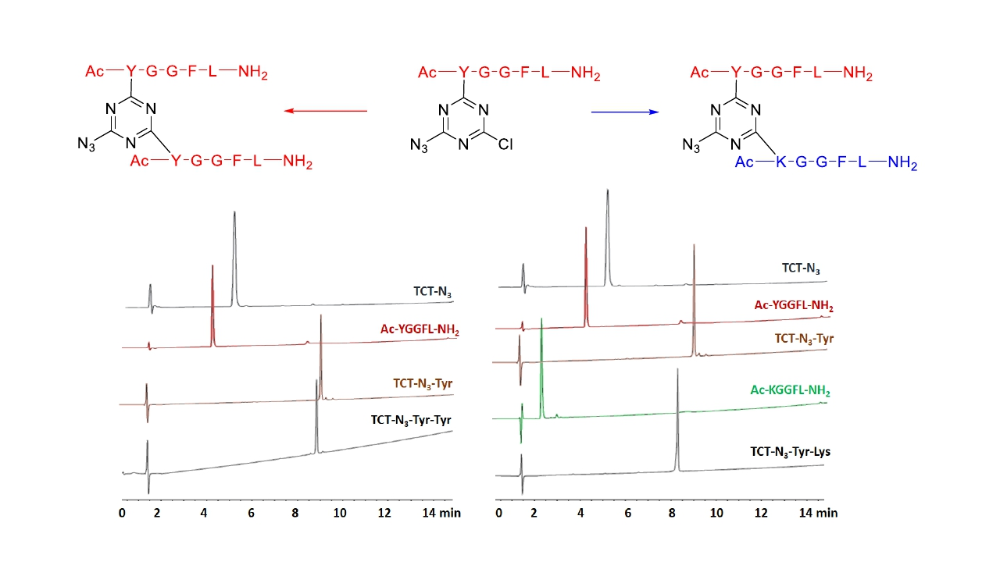 Ac—Y–G–G–F–L—NH2
N N
N3 N
Ac—Y–G–G–F–L—NH2
Ac—Y–G–G–F–L—NH2
N N
N3 N Cl
Ac—Y–G–G–F–L—NH2
N N
N3 N
Ac—K–G–G–F–L—NH2
TCT-N3
Ac-YGGFL-NH2
TCT-N3-Tyr
TCT-N3-Tyr-Tyr
0 2 4 6 8 10 12 14 min
TCT-N3
Ac-YGGFL-NH2
TCT-N3-Tyr
Ac-KGGFL-NH2
TCT-N3-Tyr-Lys
0 2 4 6 8 10 12 14 min